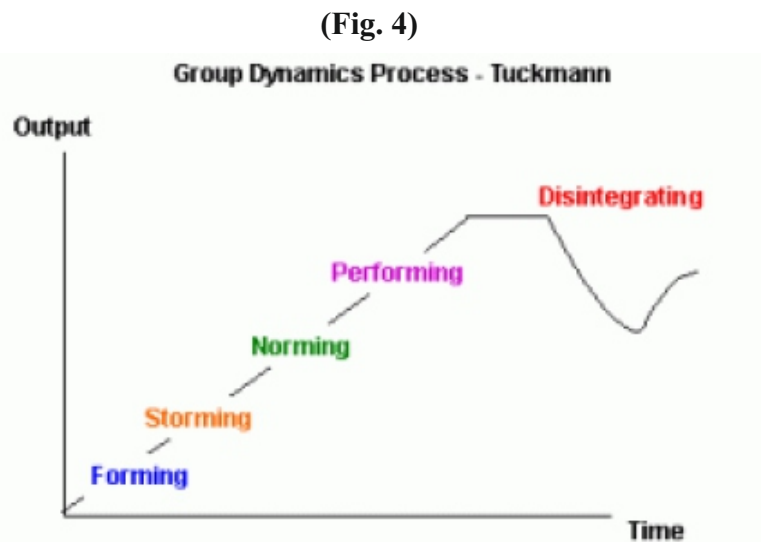 (Fig. 4)
Group Dynamics Process - Tuckmann
Output
Disintegrating
Performing
Norming
Storming
Forming
Time